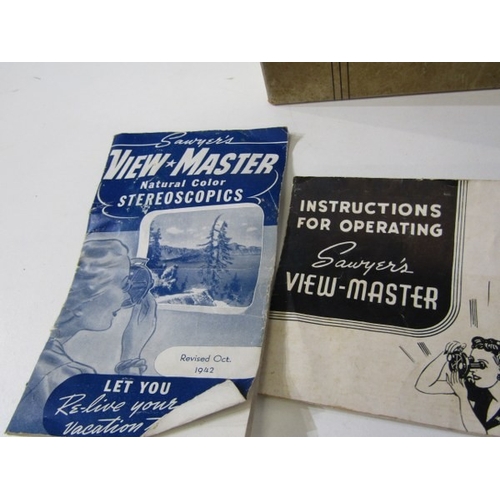 Sawyer's
VIEW★MASTER
Natural Color
STEREOSCOPICS
Revised Oct.
1942
LET YOU
Re-live your
vacation
INSTRUCTIONS
FOR OPERATING
Sawyer's
VIEW-MASTER